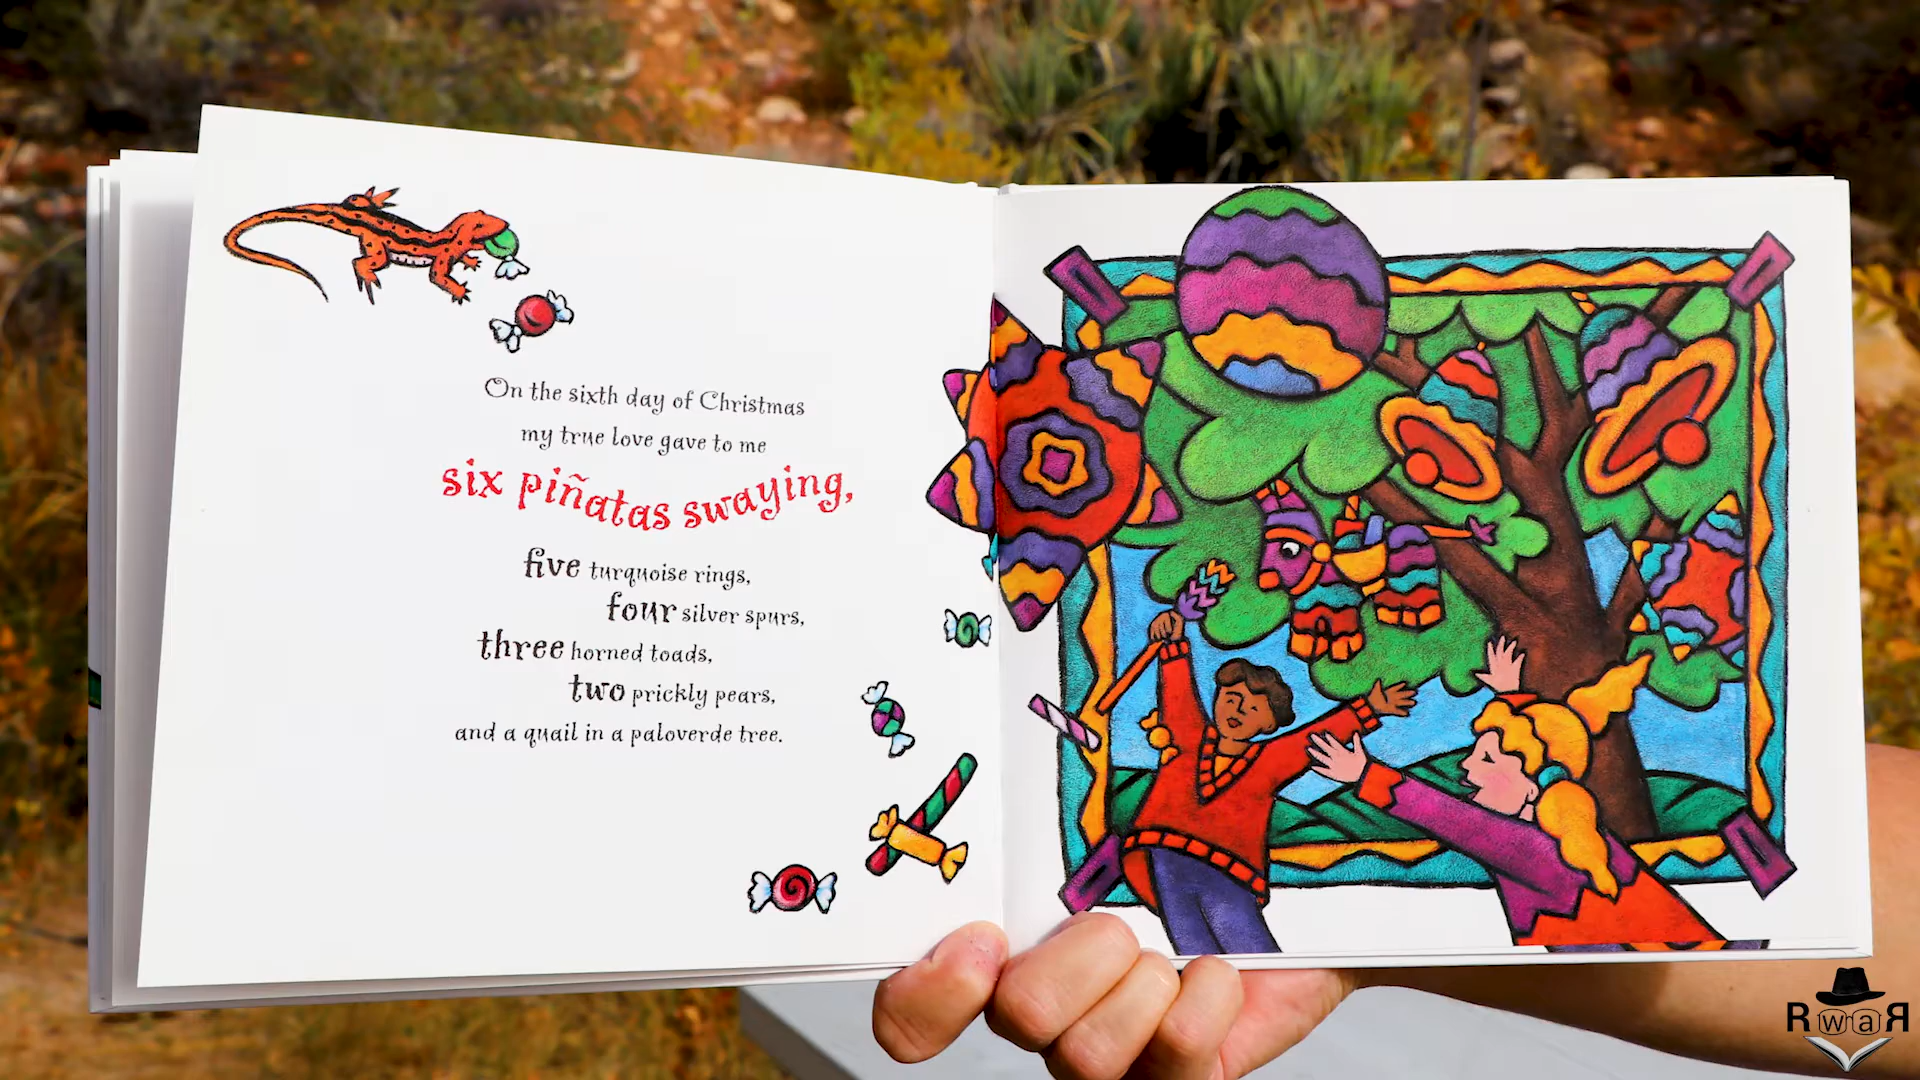 On the sixth day of Christmas
my true love gave to me
six piñatas swaying,
five turquoise rings,
four silver spurs,
three horned toads,
two prickly pears,
and a quail in a paloverde tree.
RwaR